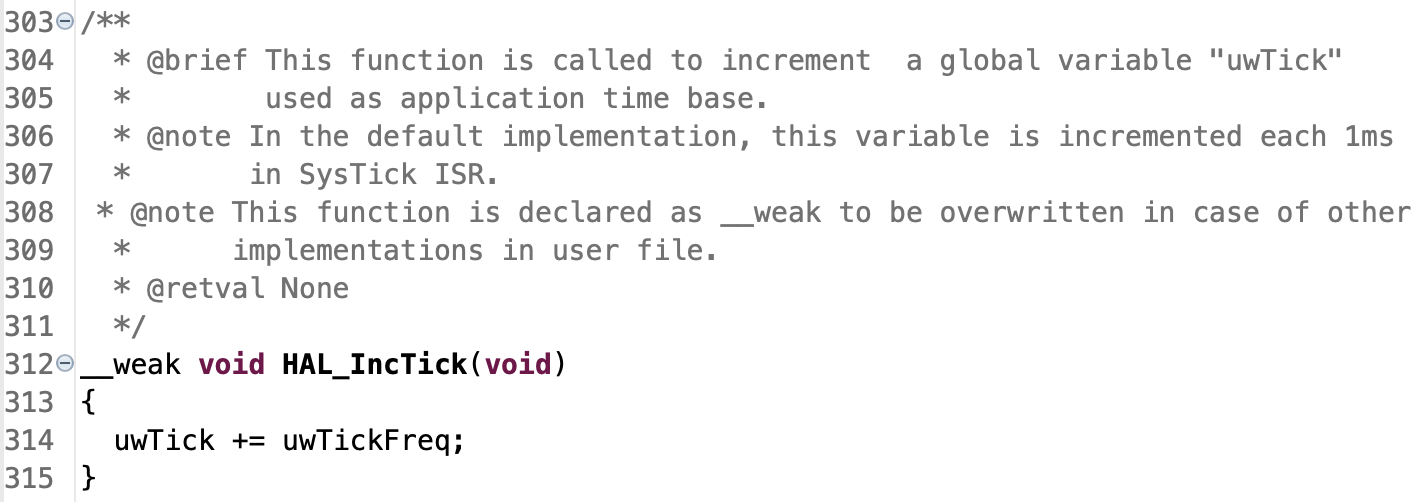 303 /**
304   * @brief This function is called to increment  a global variable "uwTick"
305   *        used as application time base.
306   * @note In the default implementation, this variable is incremented each 1ms
307   *       in SysTick ISR.
308  * @note This function is declared as __weak to be overwritten in case of other
309   *      implementations in user file.
310   * @retval None
311   */
312 __weak void HAL_IncTick(void)
313 {
314   uwTick += uwTickFreq;
315 }